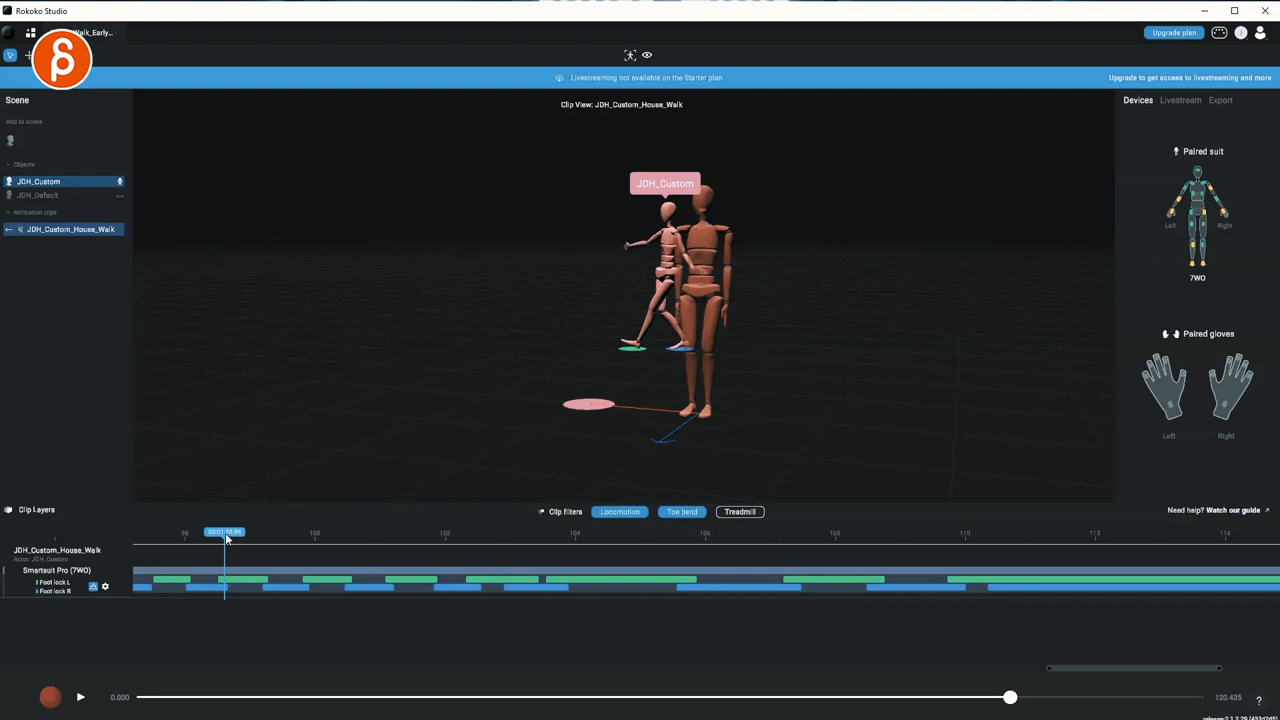 Rokoko Studio
Walk_Early...
Upgrade plan
Livestreaming not available on the Starter plan.
Upgrade to get access to livestreaming and more
Scene
Clip View: JDH_Custom_House_Walk
Devices Livestream Export
Add to scene
Objects
JDH_Custom
JDH_Default
Animation clips
JDH_Custom_House_Walk
JDH_Custom
Paired suit
Left Right
7WO
Paired gloves
Left Right
Clip Layers
Clip filters Locomotion Toe bend Treadmill
Need help? Watch our guide
98 100 102 104 106 108 110 112 114
JDH_Custom_House_Walk
Actor: JDH_Custom
Smartsuit Pro (7WO)
Foot lock L
Foot lock R
0.000
120.435
?